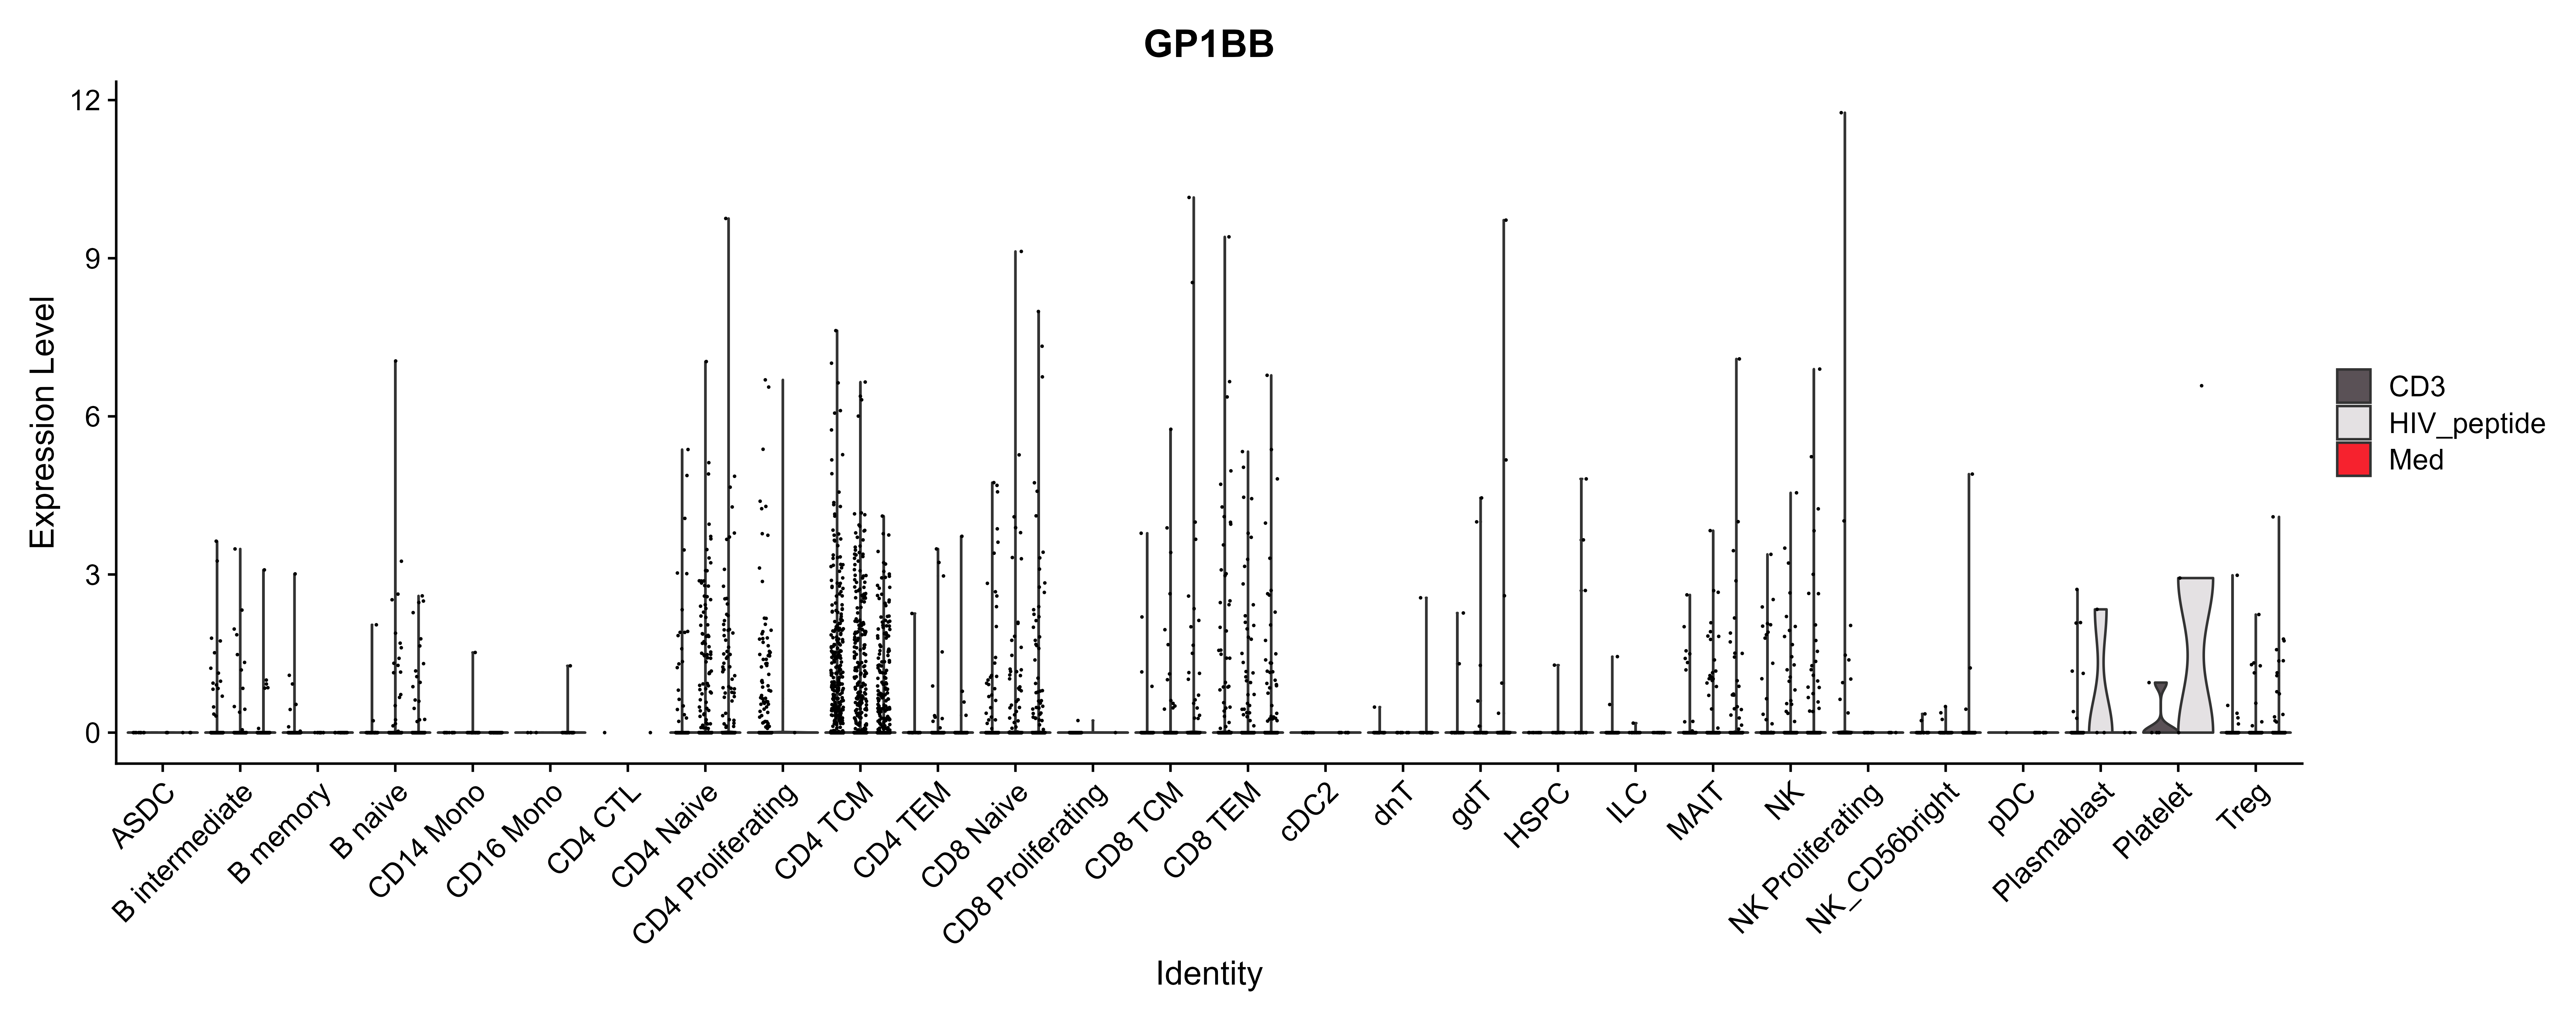 GP1BB
Expression Level
12
9
6
3
0
ASDC
B intermediate
B memory
B naive
CD14 Mono
CD16 Mono
CD4 CTL
CD4 Naive
CD4 Proliferating
CD4 TCM
CD4 TEM
CD8 Naive
CD8 Proliferating
CD8 TCM
CD8 TEM
cDC2
dnT
gdT
HSPC
ILC
MAIT
NK
NK Proliferating
NK_CD56bright
pDC
Plasmablast
Platelet
Treg
Identity
CD3
HIV_peptide
Med